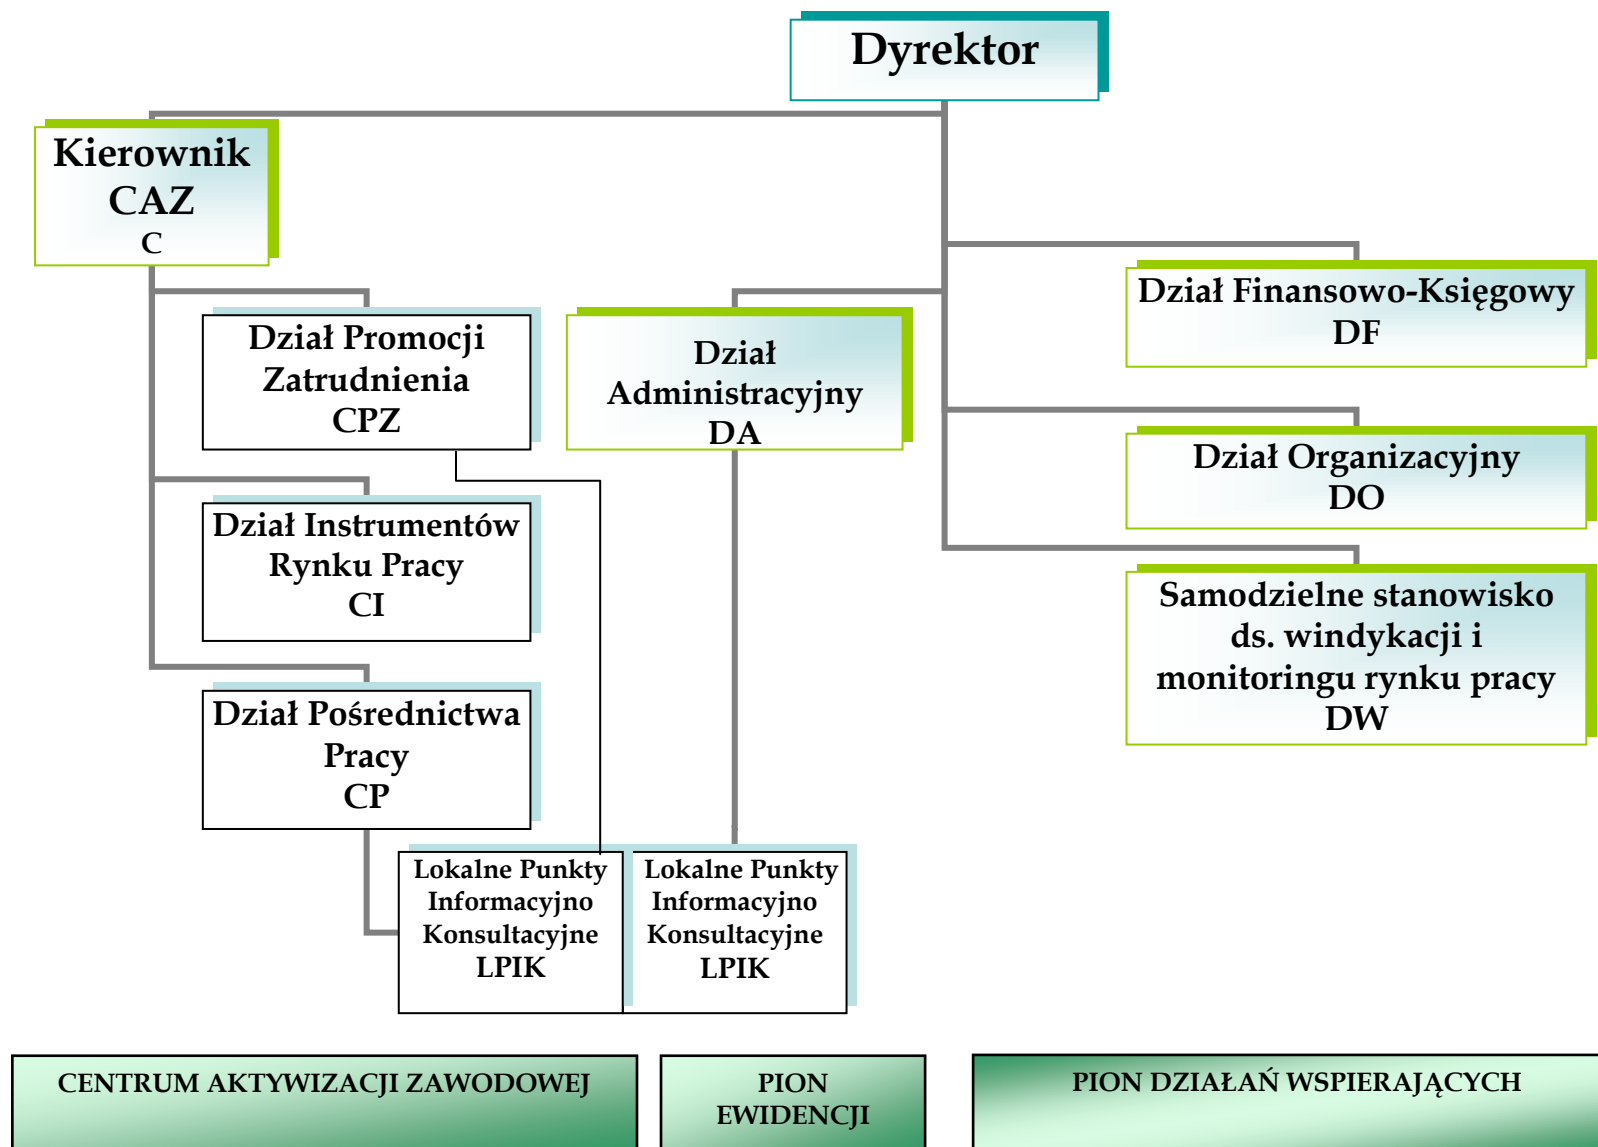 Dyrektor
Kierownik
CAZ
C
Dział Promocji
Zatrudnienia
CPZ
Dział Instrumentów
Rynku Pracy
CI
Dział Pośrednictwa
Pracy
CP
Dział
Administracyjny
DA
Lokalne Punkty
Informacyjno
Konsultacyjne
LPIK
Lokalne Punkty
Informacyjno
Konsultacyjne
LPIK
Dział Finansowo-Księgowy
DF
Dział Organizacyjny
DO
Samodzielne stanowisko
ds. windykacji i
monitoringu rynku pracy
DW
CENTRUM AKTYWIZACJI ZAWODOWEJ
PION
EWIDENCJI
PION DZIAŁAŃ WSPIERAJĄCYCH